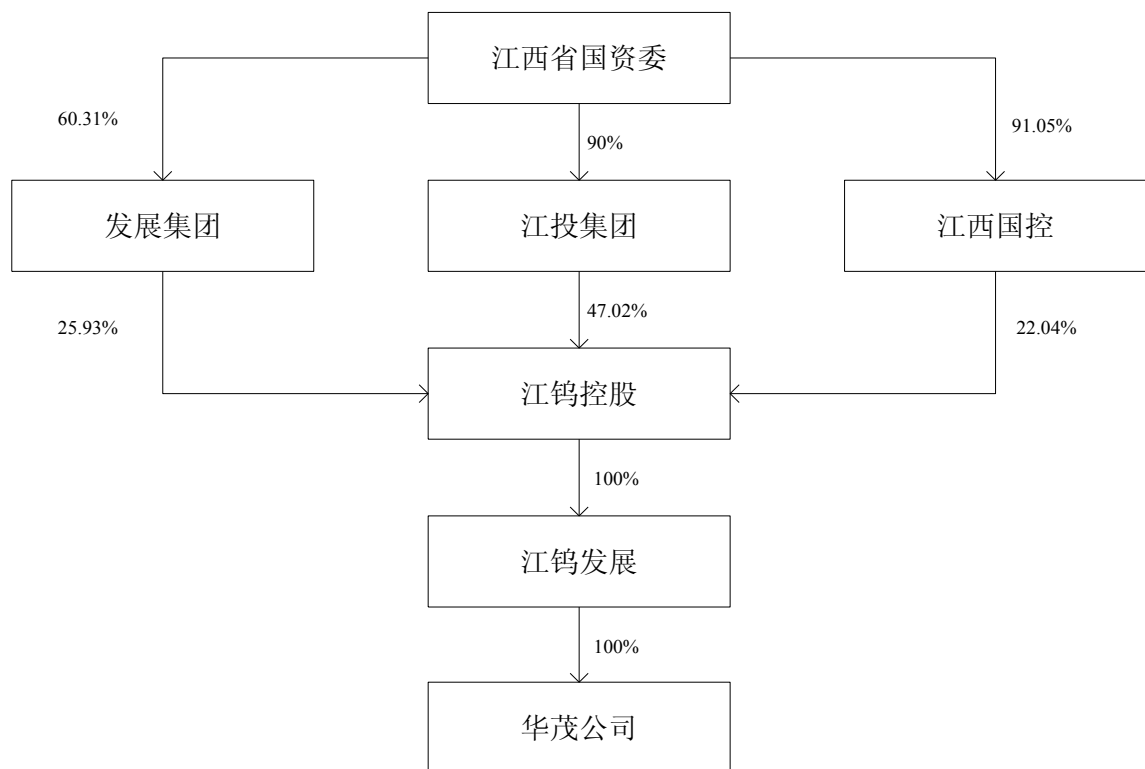 江西省国资委
60.31%
90%
91.05%
发展集团
江投集团
江西国控
25.93%
47.02%
22.04%
江钨控股
100%
江钨发展
100%
华茂公司